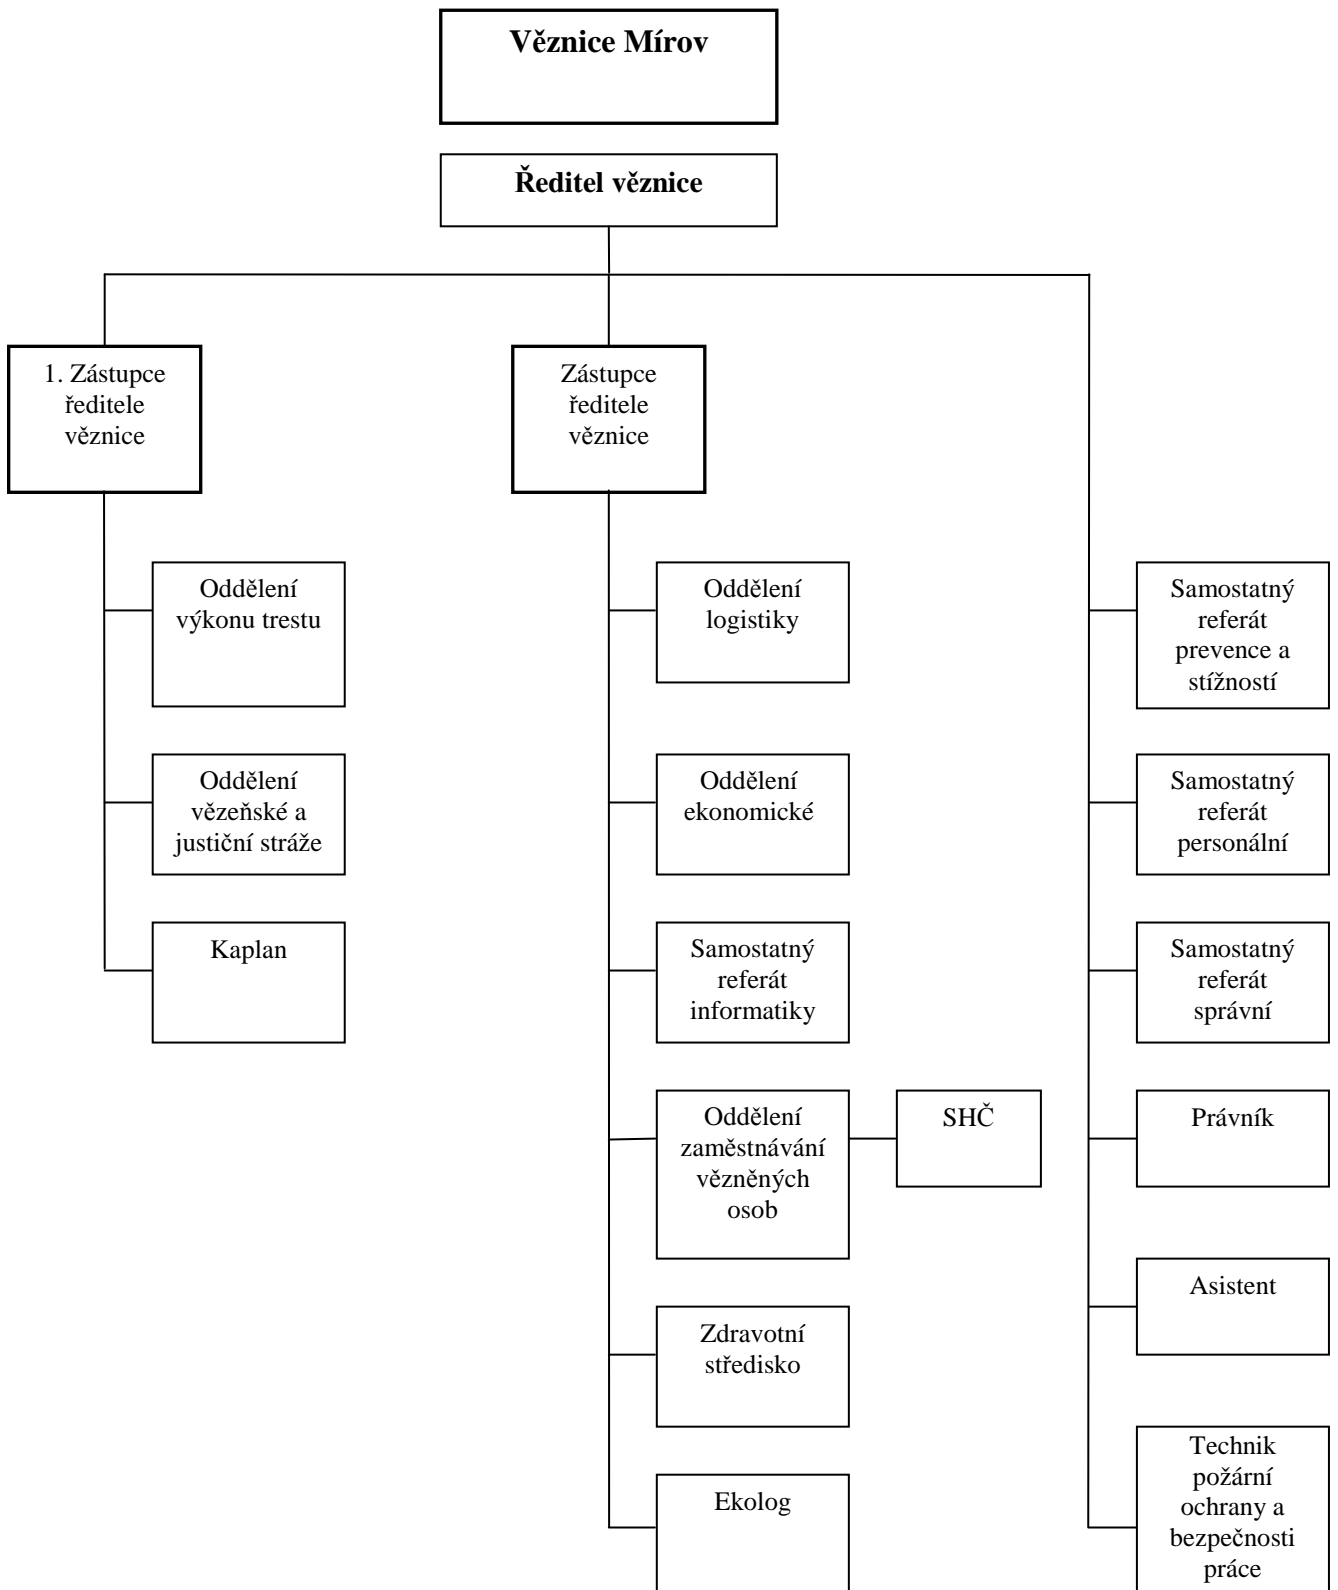 Věznice Mírov
Ředitel věznice
1. Zástupce
ředitele
věznice
Zástupce
ředitele
věznice
Oddělení
výkonu trestu
Oddělení
vězeňské a
justiční stráže
Kaplan
Oddělení
logistiky
Oddělení
ekonomické
Samostatný
referát
informatiky
Oddělení
zaměstnávání
vězněných
osob
SHČ
Zdravotní
středisko
Ekolog
Samostatný
referát
prevence a
stížností
Samostatný
referát
personální
Samostatný
referát
správní
Právník
Asistent
Technik
požární
ochrany a
bezpečnosti
práce